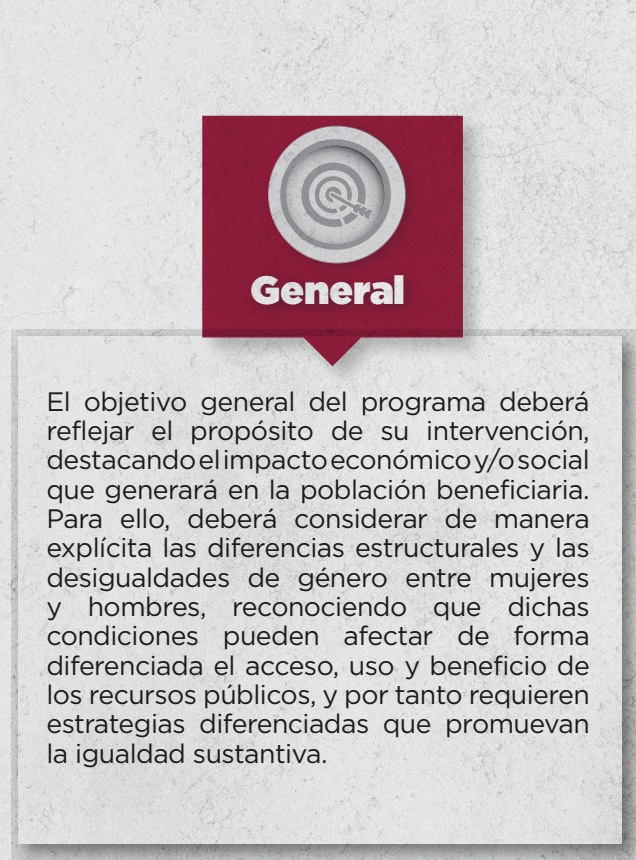 General
El objetivo general del programa deberá
reflejar el propósito de su intervención,
destacando el impacto económico y/o social
que generará en la población beneficiaria.
Para ello, deberá considerar de manera
explícita las diferencias estructurales y las
desigualdades de género entre mujeres
y hombres, reconociendo que dichas
condiciones pueden afectar de forma
diferenciada el acceso, uso y beneficio de
los recursos públicos, y por tanto requieren
estrategias diferenciadas que promuevan
la igualdad sustantiva.